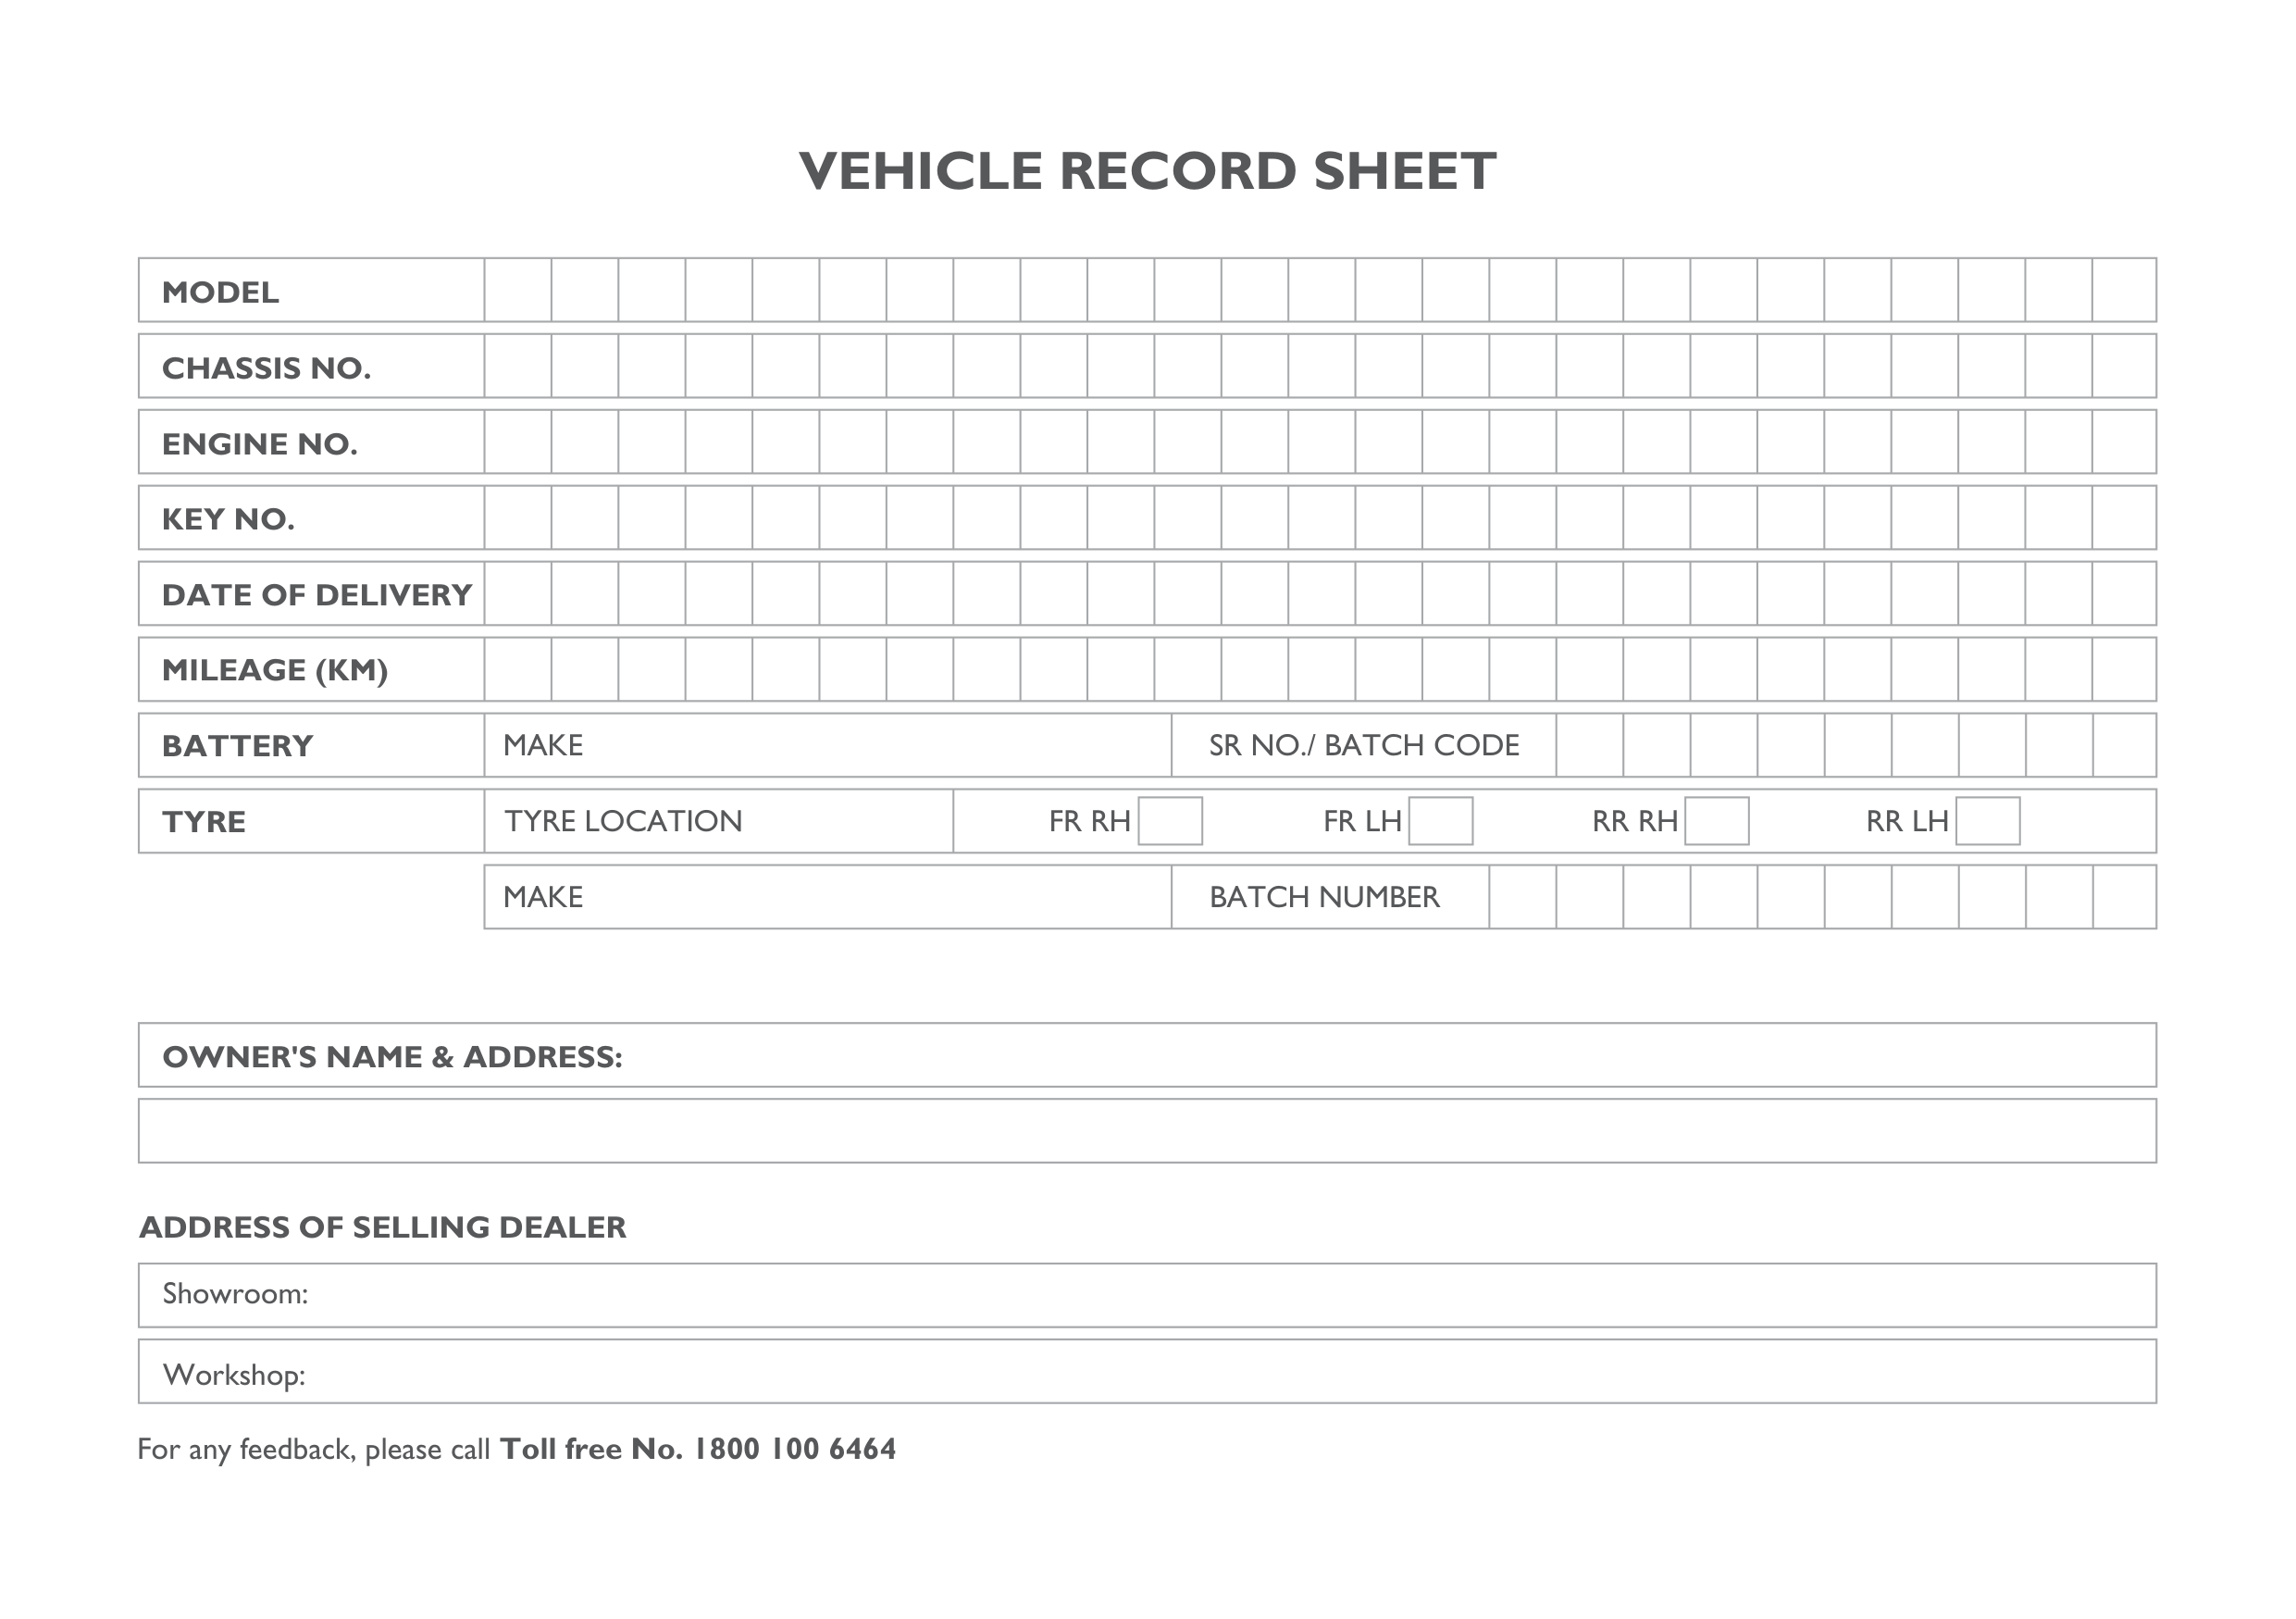 VEHICLE RECORD SHEET
MODEL
CHASSIS NO.
ENGINE NO.
KEY NO.
DATE OF DELIVERY
MILEAGE (KM)
BATTERY MAKE SR NO./ BATCH CODE
TYRE TYRE LOCATION FR RH FR LH RR RH RR LH
MAKE BATCH NUMBER
OWNER'S NAME & ADDRESS:
ADDRESS OF SELLING DEALER
Showroom:
Workshop:
For any feedback, please call Toll free No. 1800 100 6464